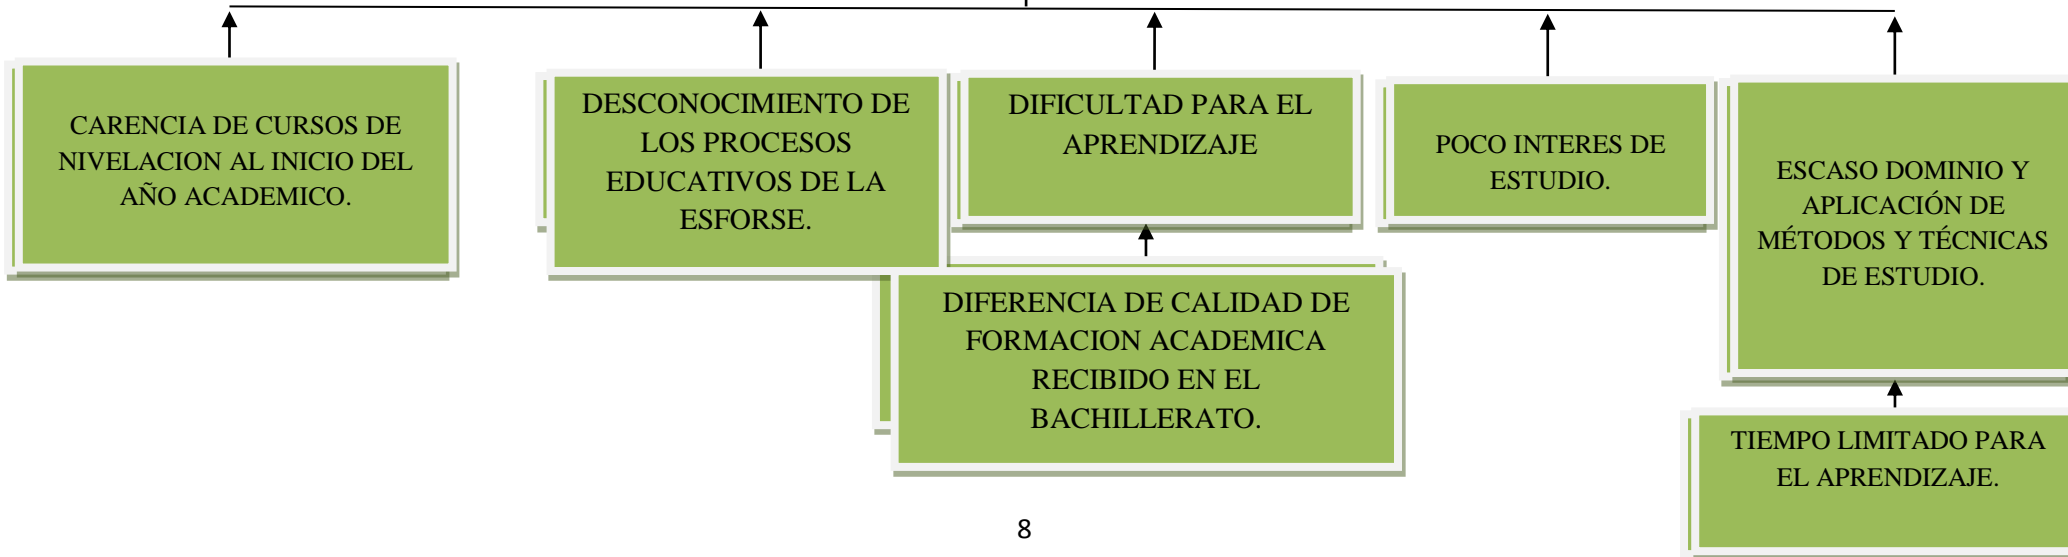 CARENCIA DE CURSOS DE
NIVELACION AL INICIO DEL
AÑO ACADEMICO.
DESCONOCIMIENTO DE
LOS PROCESOS
EDUCATIVOS DE LA
ESFORSE.
DIFICULTAD PARA EL
APRENDIZAJE
POCO INTERES DE
ESTUDIO.
ESCASO DOMINIO Y
APLICACIÓN DE
MÉTODOS Y TÉCNICAS
DE ESTUDIO.
DIFERENCIA DE CALIDAD DE
FORMACION ACADEMICA
RECIBIDO EN EL
BACHILLERATO.
TIEMPO LIMITADO PARA
EL APRENDIZAJE.
8